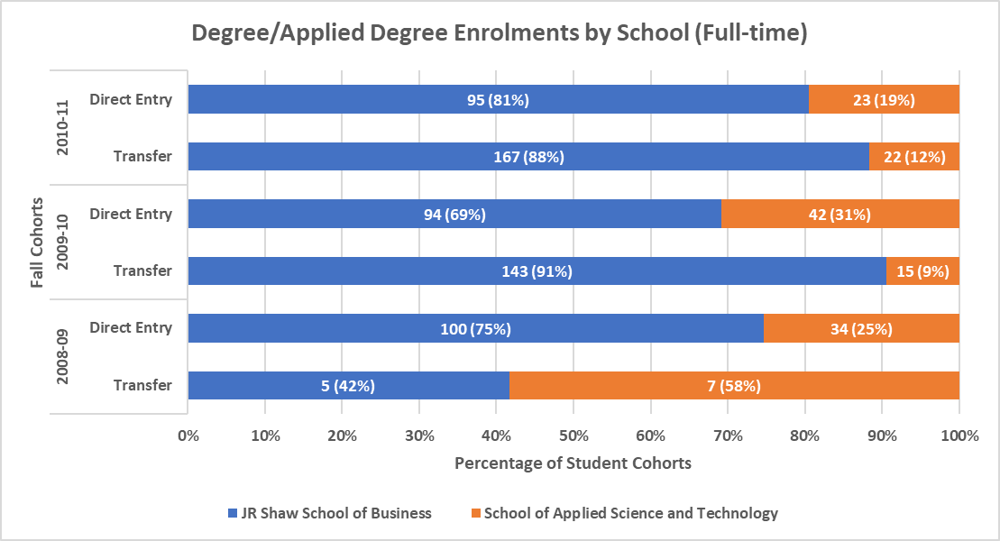 Degree/Applied Degree Enrolments by School (Full-time)
Fall Cohorts
2010-11
Direct Entry
95 (81%)
23 (19%)
Transfer
167 (88%)
22 (12%)
2009-10
Direct Entry
94 (69%)
42 (31%)
Transfer
143 (91%)
15 (9%)
2008-09
Direct Entry
100 (75%)
34 (25%)
Transfer
5 (42%)
7 (58%)
0% 10% 20% 30% 40% 50% 60% 70% 80% 90% 100%
Percentage of Student Cohorts
JR Shaw School of Business
School of Applied Science and Technology